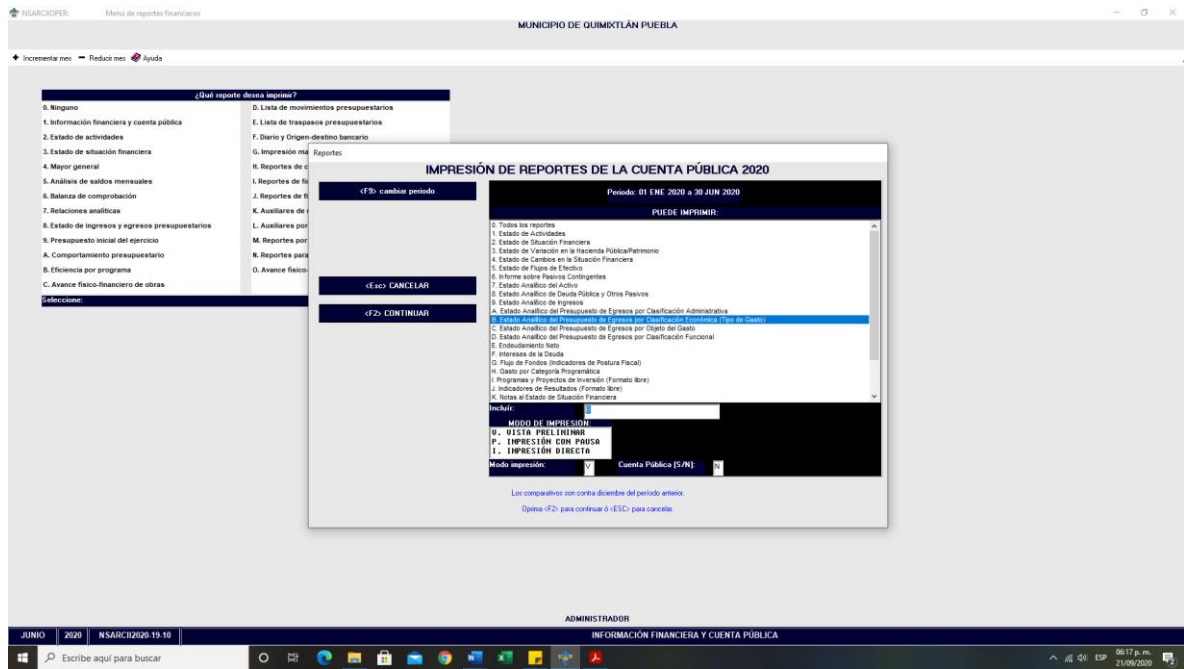 NSARCIIOPER: Menú de reportes financieros
MUNICIPIO DE QUIMIXTLÁN PUEBLA
Incrementar mes Reducir mes Ayuda
¿Qué reporte desea imprimir?
0. Ninguno
1. Información financiera y cuenta pública
2. Estado de actividades
3. Estado de situación financiera
4. Mayor general
5. Análisis de saldos mensuales
6. Balanza de comprobación
7. Relaciones analíticas
8. Estado de ingresos y egresos presupuestarios
9. Presupuesto inicial del ejercicio
A. Comportamiento presupuestario
B. Eficiencia por programa
C. Avance físico-financiero de obras
D. Lista de movimientos presupuestarios
E. Lista de traspasos presupuestarios
F. Diario y Origen-destino bancario
G. Impresión
H. Reportes de
I. Reportes de
J. Reportes de
K. Auxiliares de
L. Auxiliares por
M. Reportes por
N. Reportes para
O. Avance físico-
Seleccione:
Reportes
IMPRESIÓN DE REPORTES DE LA CUENTA PÚBLICA 2020
<F9> cambiar periodo
<Esc> CANCELAR
<F2> CONTINUAR
Periodo: 01 ENE 2020 a 30 JUN 2020
PUEDE IMPRIMIR:
0. Todos los reportes
1. Estado de Actividades
2. Estado de Situación Financiera
3. Estado de Variación en la Hacienda Pública/Patrimonio
4. Estado de Cambios en la Situación Financiera
5. Estado de Flujos de Efectivo
6. Informe sobre Pasivos Contingentes
7. Estado Analítico del Activo
8. Estado Analítico de Deuda Pública y Otros Pasivos
9. Estado Analítico de Ingresos
A. Estado Analítico del Presupuesto de Egresos por Clasificación Administrativa
B. Estado Analítico del Presupuesto de Egresos por Clasificación Económica (Tipo de Gasto)
C. Estado Analítico del Presupuesto de Egresos por Objeto del Gasto
D. Estado Analítico del Presupuesto de Egresos por Clasificación Funcional
E. Endeudamiento Neto
F. Intereses de la Deuda
G. Flujo de Fondos (Indicadores de Postura Fiscal)
H. Gasto por Categoría Programática
I. Programas y Proyectos de Inversión (Formato libre)
J. Indicadores de Resultados (Formato libre)
K. Notas al Estado de Situación Financiera
Incluir: B
MODO DE IMPRESIÓN:
V. VISTA PRELIMINAR
P. IMPRESIÓN CON PAUSA
I. IMPRESIÓN DIRECTA
Modo impresión: V Cuenta Pública [S/N]: N
Los comparativos son contra diciembre del período anterior.
Oprima <F2> para continuar ó <ESC> para cancelar.
ADMINISTRADOR
JUNIO 2020 NSARCII2020-19-10 INFORMACIÓN FINANCIERA Y CUENTA PÚBLICA
Escribe aquí para buscar
ESP 06:17 p. m.
21/09/2020